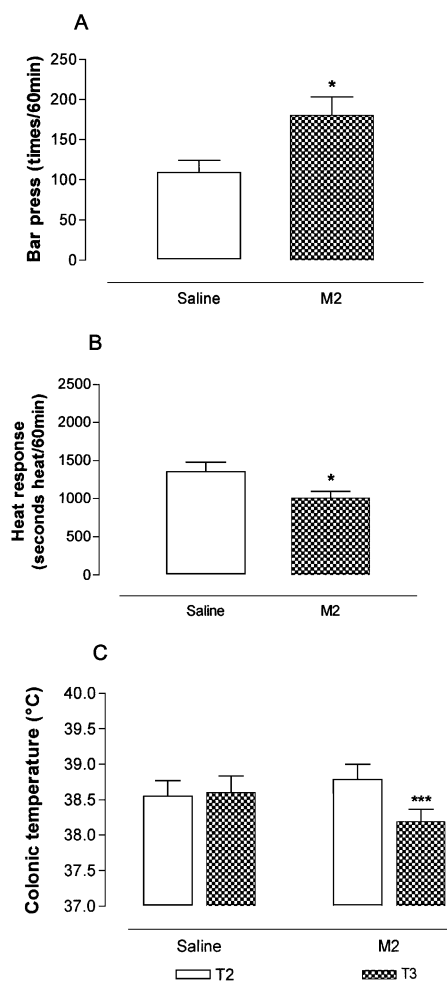 A
Bar press (times/60min)
250
200
150
100
50
0
*
Saline M2
B
Heat response
(seconds heat/60min)
2500
2000
1500
1000
500
0
*
Saline M2
C
Colonic temperature (°C)
40.0
39.5
39.0
38.5
38.0
37.5
37.0
***
Saline M2
T2 T3